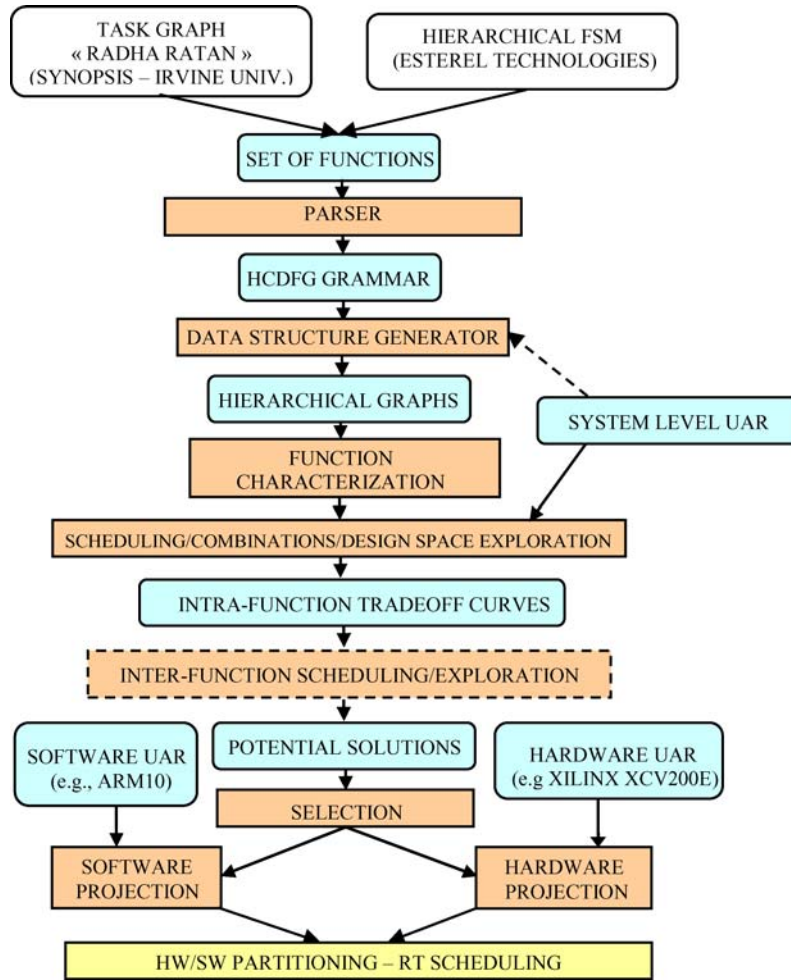 TASK GRAPH
« RADHA RATAN »
(SYNOPSIS – IRVINE UNIV.)
HIERARCHICAL FSM
(ESTEREL TECHNOLOGIES)
SET OF FUNCTIONS
PARSER
HCDFG GRAMMAR
DATA STRUCTURE GENERATOR
HIERARCHICAL GRAPHS
SYSTEM LEVEL UAR
FUNCTION
CHARACTERIZATION
SCHEDULING/COMBINATIONS/DESIGN SPACE EXPLORATION
INTRA-FUNCTION TRADEOFF CURVES
INTER-FUNCTION SCHEDULING/EXPLORATION
SOFTWARE UAR
(e.g., ARM10)
POTENTIAL SOLUTIONS
HARDWARE UAR
(e.g XILINX XCV200E)
SELECTION
SOFTWARE
PROJECTION
HARDWARE
PROJECTION
HW/SW PARTITIONING – RT SCHEDULING